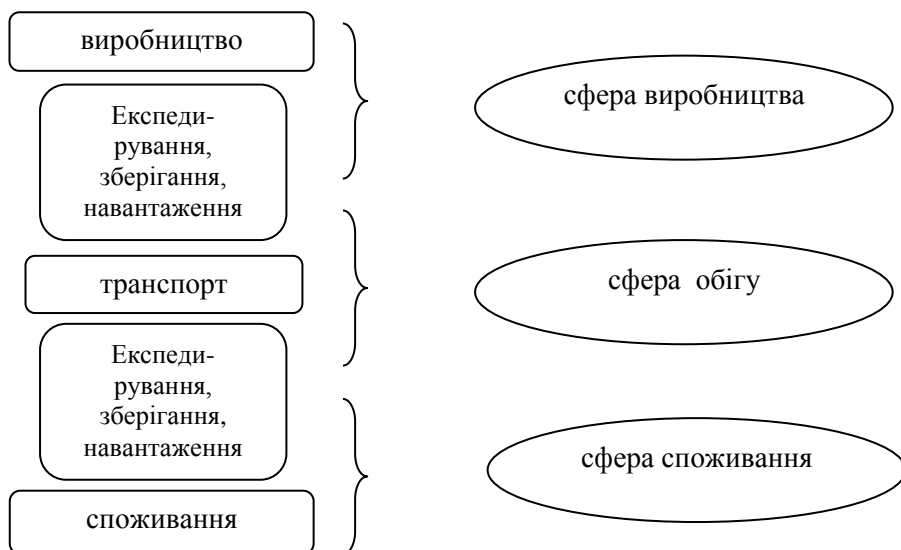 виробництво
сфера виробництва
Експеди-
рування,
зберігання,
навантаження
транспорт
сфера обігу
Експеди-
рування,
зберігання,
навантаження
сфера споживання
споживання